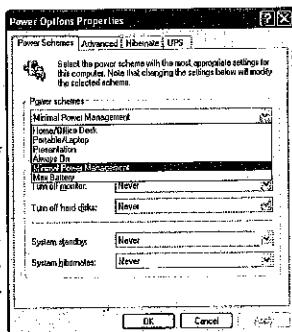 Power Options Properties
Power Schemes Advanced Hibernate UPS
Select the power scheme with the most appropriate settings for
this computer. Note that changing the settings below will modify
the selected scheme.
Power schemes
Minimal Power Management
Home/Office Desk
Portable/Laptop
Presentation
Always On
Minimal Power Management
Max Battery
Turn off monitor: Never
Turn off hard disks: Never
System standby: Never
System hibernates: Never
OK Cancel